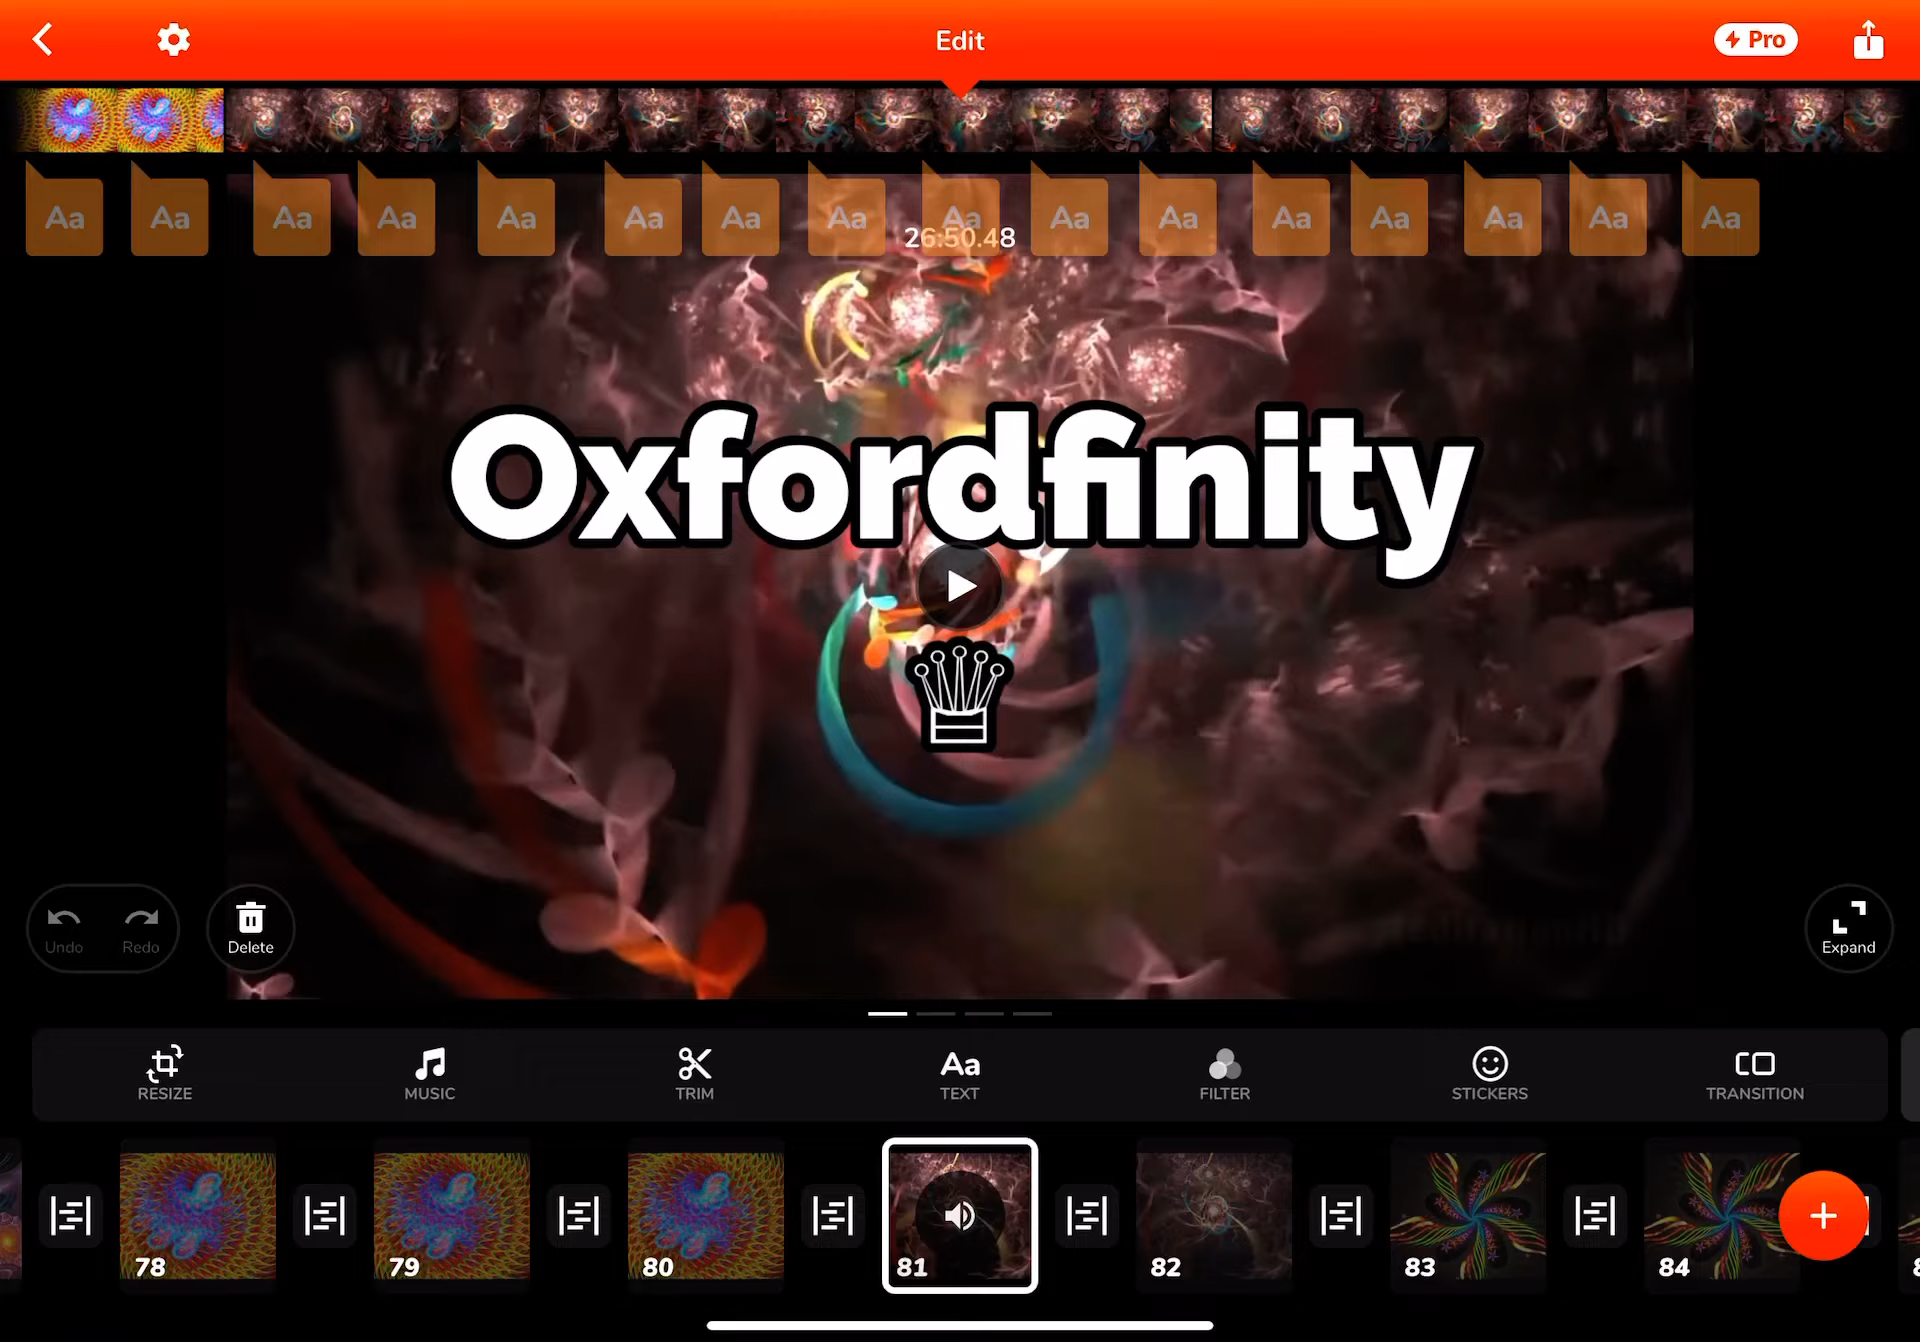 Edit
Pro
Aa Aa Aa Aa Aa Aa Aa Aa Aa Aa Aa Aa Aa Aa Aa Aa
26:50.48
Oxfordfinity
Undo Redo Delete Expand
RESIZE MUSIC TRIM Aa TEXT FILTER STICKERS TRANSITION
78 79 80 81 82 83 84